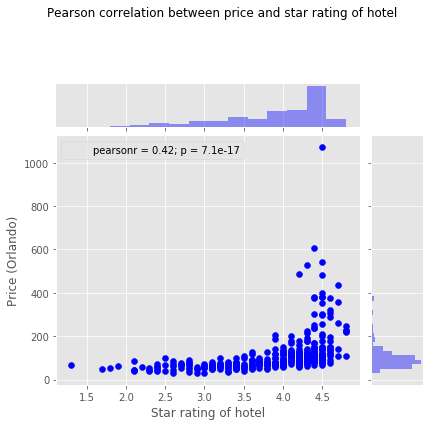 Pearson correlation between price and star rating of hotel
pearsonr = 0.42; p = 7.1e-17
1000
800
600
400
200
0
Price (Orlando)
1.5 2.0 2.5 3.0 3.5 4.0 4.5
Star rating of hotel